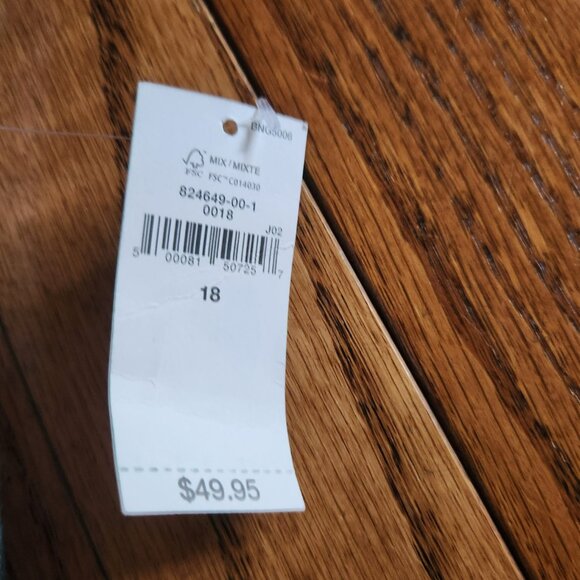 BNG5006
MIX / MIXTE
FSC FSC™ C014030
824649-00-1
0018
J02
5 00081 50725 7
18
$49.95